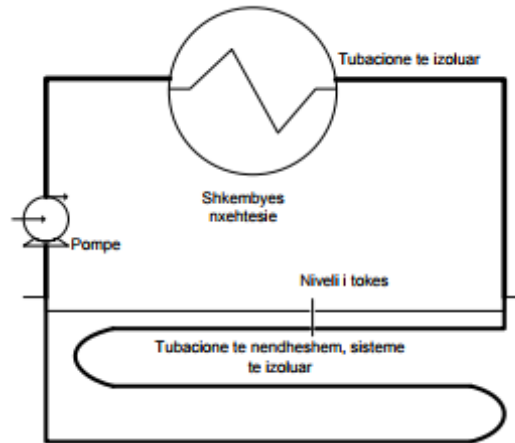 Tubacione te izoluar
Shkembyes
nxehtesie
Pompe
Niveli i tokes
Tubacione te nendheshem, sisteme
te izoluar